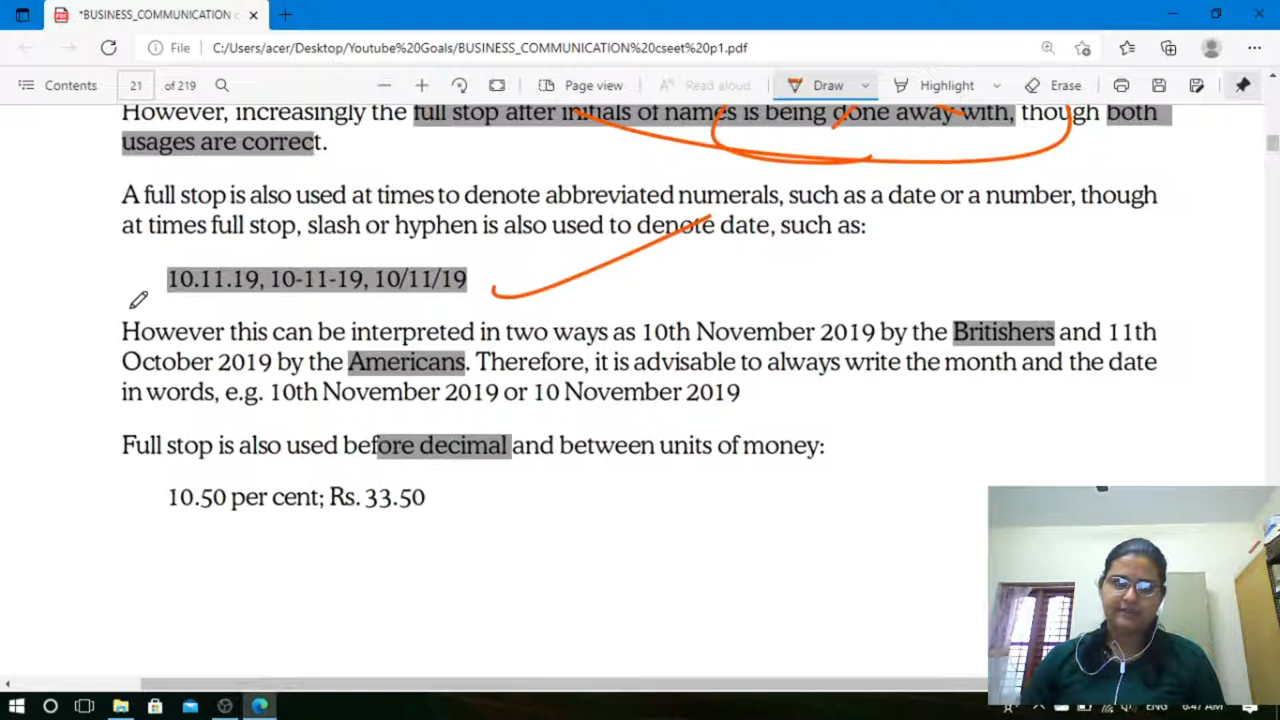 *BUSINESS_COMMUNICATION c
File C:/Users/acer/Desktop/Youtube%20Goals/BUSINESS_COMMUNICATION%20cseet%20p1.pdf
Contents 21 of 219 Page view Read aloud Draw Highlight Erase
However, increasingly the full stop after initials of names is being done away with, though both
usages are correct.
A full stop is also used at times to denote abbreviated numerals, such as a date or a number, though
at times full stop, slash or hyphen is also used to denote date, such as:
10.11.19, 10-11-19, 10/11/19
However this can be interpreted in two ways as 10th November 2019 by the Britishers and 11th
October 2019 by the Americans. Therefore, it is advisable to always write the month and the date
in words, e.g. 10th November 2019 or 10 November 2019
Full stop is also used before decimal and between units of money:
10.50 per cent; Rs. 33.50
ENG 6:47 AM